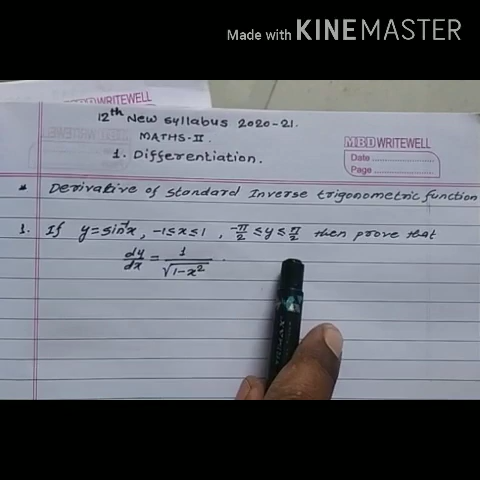 Made with KINEMASTER
WRITEWELL
12th New syllabus 2020-21.
MATHS-II.
1. Differentiation.
MBD WRITEWELL
Date
Page
* Derivative of standard Inverse trigonometric function
1. If y = sin⁻¹x, -1 ≤ x ≤ 1, -π/2 ≤ y ≤ π/2 then prove that
dy/dx = 1/√(1-x²).